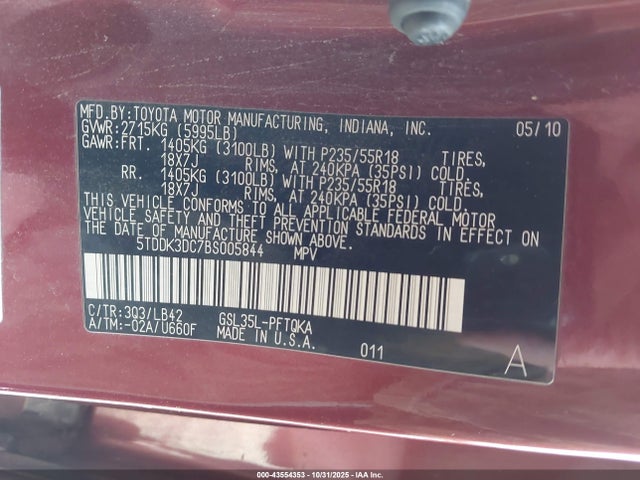 MFD.BY:TOYOTA MOTOR MANUFACTURING, INDIANA, INC. 05/10
GVWR:2715KG (5995LB)
GAWR:FRT. 1405KG (3100LB) WITH P235/55R18 TIRES,
18X7J RIMS, AT 240KPA (35PSI) COLD.
RR. 1405KG (3100LB) WITH P235/55R18 TIRES,
18X7J RIMS, AT 240KPA (35PSI) COLD.
THIS VEHICLE CONFORMS TO ALL APPLICABLE FEDERAL MOTOR
VEHICLE SAFETY AND THEFT PREVENTION STANDARDS IN EFFECT ON
THE DATE OF MANUFACTURE SHOWN ABOVE.
5TDDK3DC7BS005844 MPV
C/TR:3Q3/LB42 GSL35L-PFTQKA
A/TM:-02A/U660F MADE IN U.S.A.
011 A
000-43554353 - 10/31/2025 - IAA Inc.